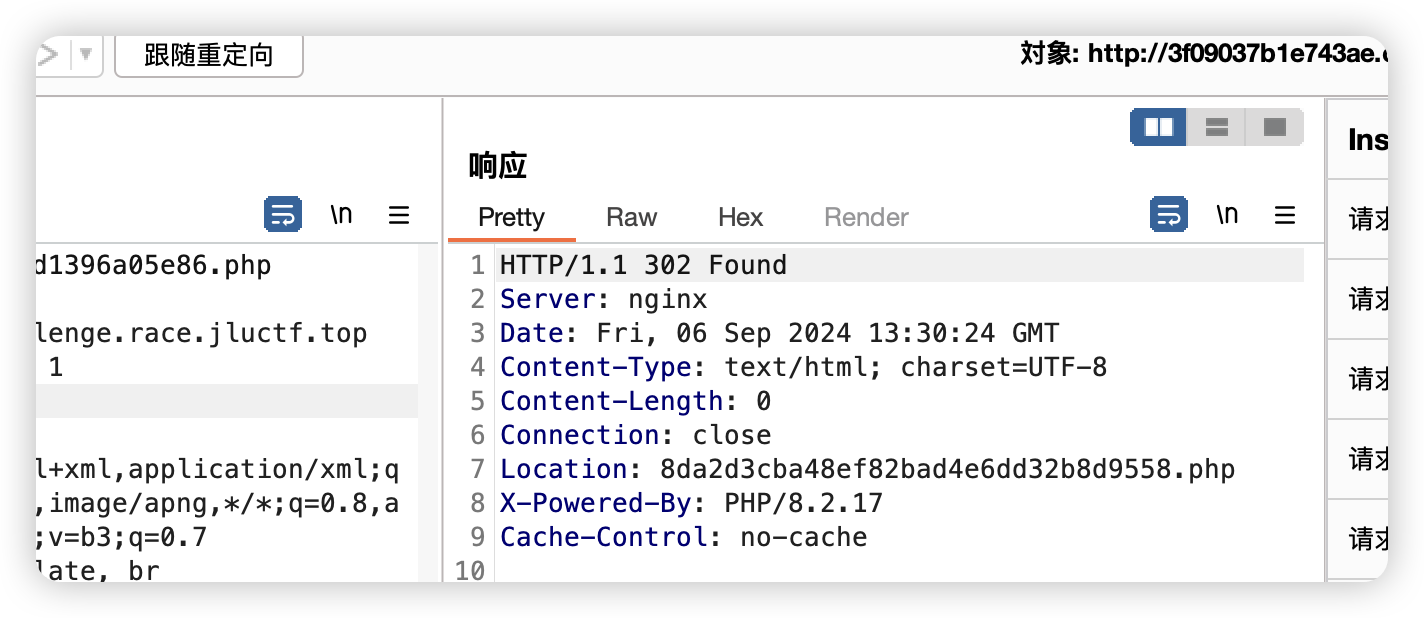 跟随重定向
对象: http://3f09037b1e743ae.
Ins
响应
\n
Pretty
Raw
Hex
Render
\n
请求
请求
请求
请求
请求
d1396a05e86.php
lenge.race.jluctf.top
1
l+xml,application/xml;q
,image/apng,*/*;q=0.8,a
;v=b3;q=0.7
late, br
1 HTTP/1.1 302 Found
2 Server: nginx
3 Date: Fri, 06 Sep 2024 13:30:24 GMT
4 Content-Type: text/html; charset=UTF-8
5 Content-Length: 0
6 Connection: close
7 Location: 8da2d3cba48ef82bad4e6dd32b8d9558.php
8 X-Powered-By: PHP/8.2.17
9 Cache-Control: no-cache
10